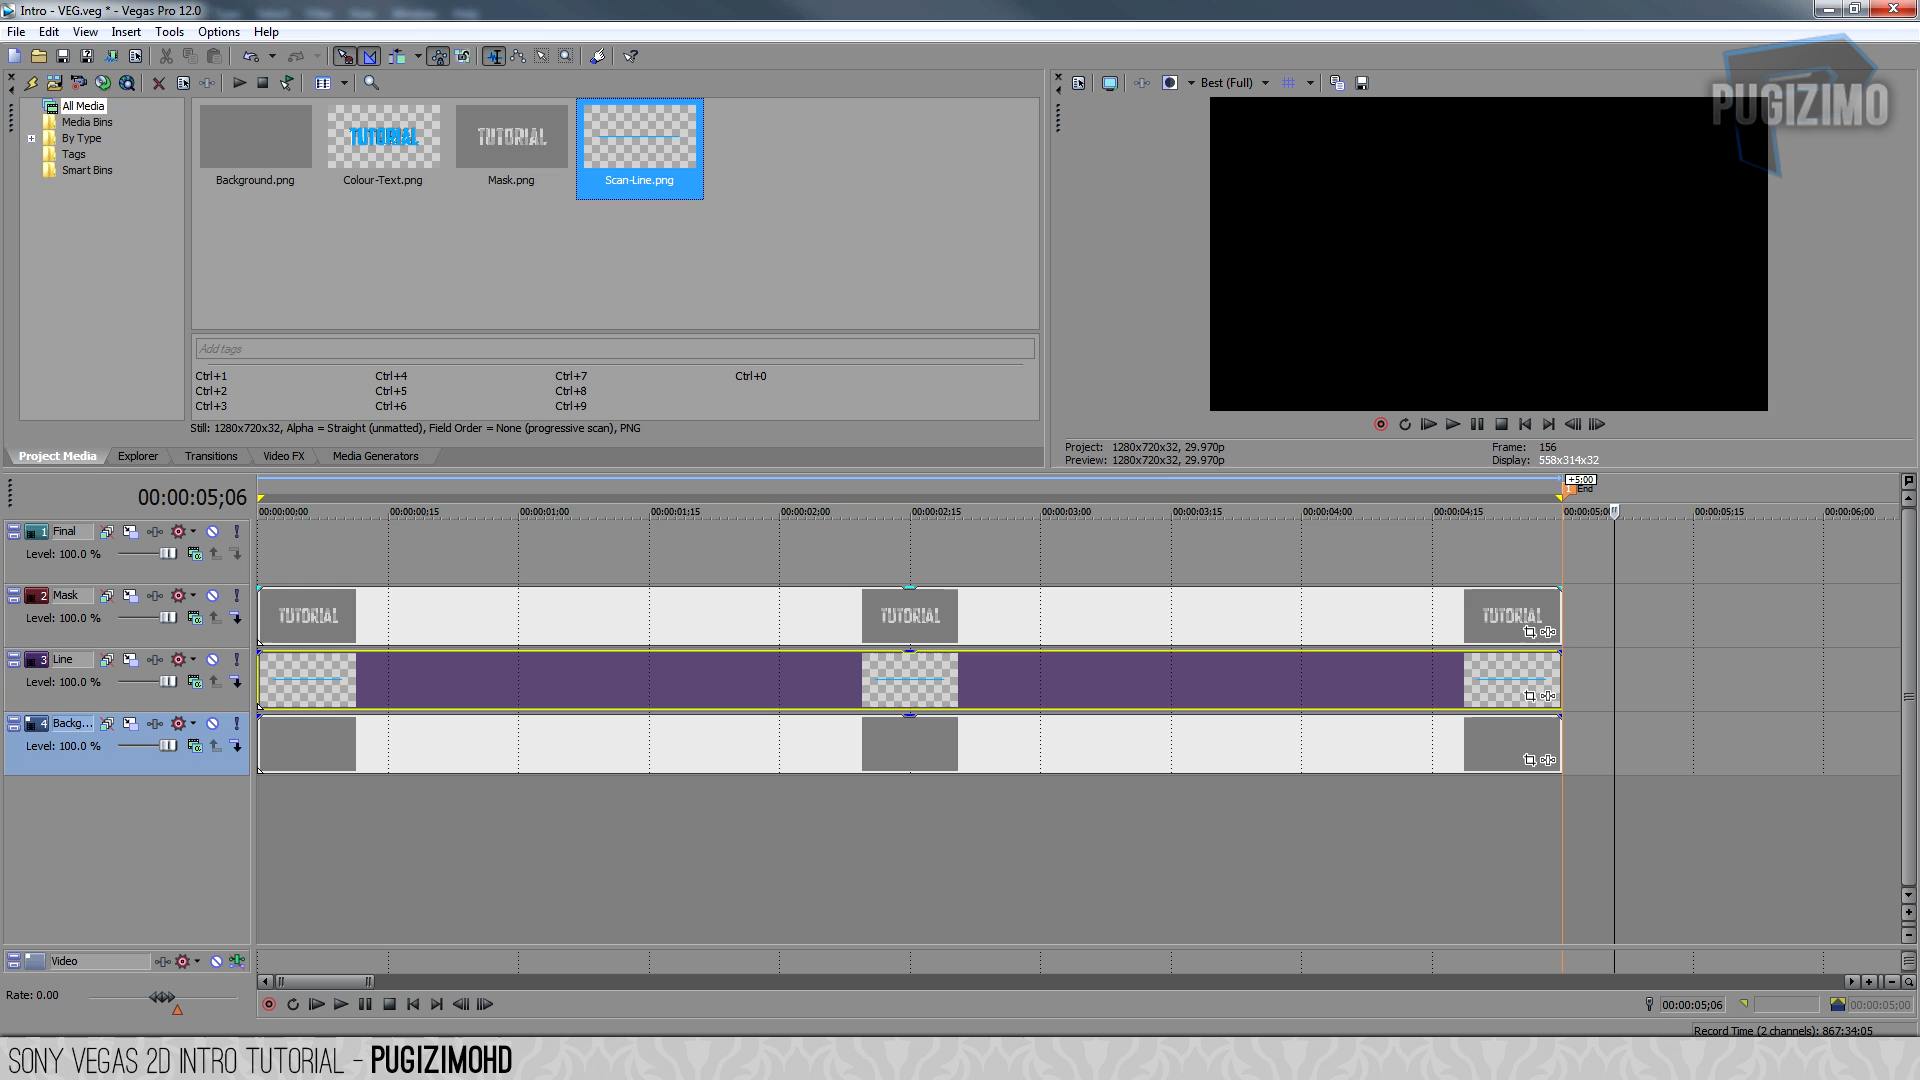 Intro - VEG.veg * - Vegas Pro 12.0
File Edit View Insert Tools Options Help
All Media
Media Bins
By Type
Tags
Smart Bins
TUTORIAL
TUTORIAL
Background.png Colour-Text.png Mask.png Scan-Line.png
Add tags
Ctrl+1 Ctrl+4 Ctrl+7 Ctrl+0
Ctrl+2 Ctrl+5 Ctrl+8
Ctrl+3 Ctrl+6 Ctrl+9
Still: 1280x720x32, Alpha = Straight (unmatted), Field Order = None (progressive scan), PNG
Project Media Explorer Transitions Video FX Media Generators
Best (Full)
PUGIZIMO
Project: 1280x720x32, 29.970p Frame: 156
Preview: 1280x720x32, 29.970p Display: 558x314x32
00:00:05;06
+5;00
End
00:00:00;00 00:00:00;15 00:00:01;00 00:00:01;15 00:00:02;00 00:00:02;15 00:00:03;00 00:00:03;15 00:00:04;00 00:00:04;15 00:00:05;15 00:00:06;00
1 Final
Level: 100.0 %
2 Mask
Level: 100.0 %
TUTORIAL TUTORIAL TUTORIAL
3 Line
Level: 100.0 %
4 Backg...
Level: 100.0 %
Video
Rate: 0.00
00:00:05;06 00:00:05;00
Record Time (2 channels): 867:34:05
SONY VEGAS 2D INTRO TUTORIAL - PUGIZIMOHD